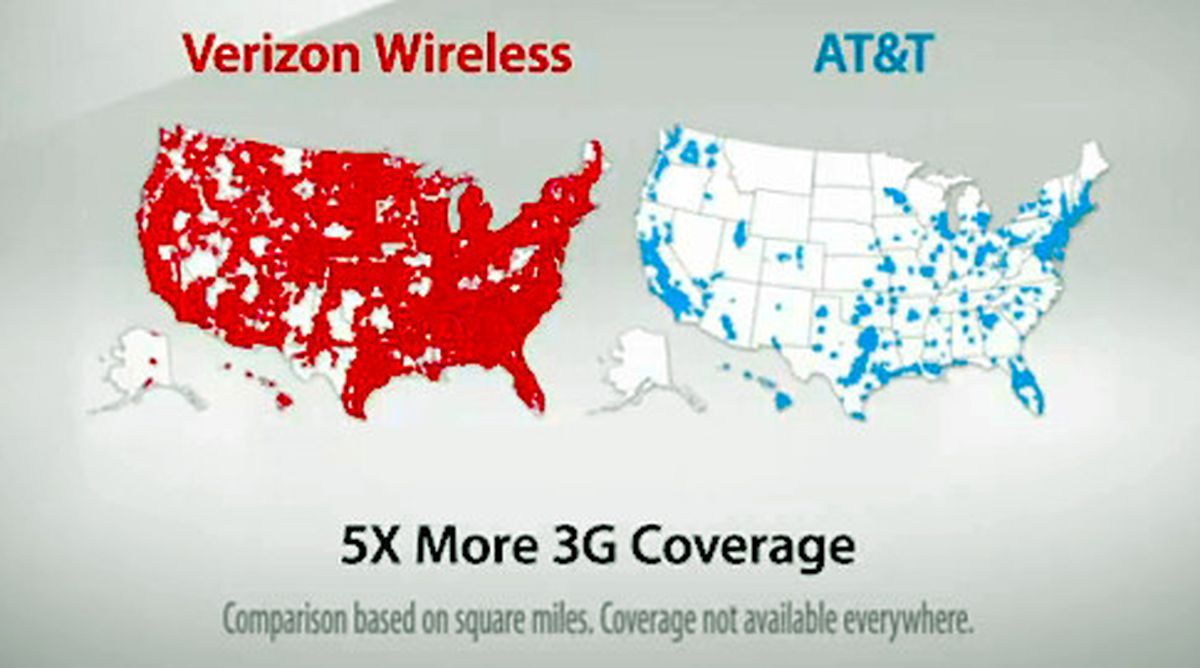 Verizon Wireless
AT&T
5X More 3G Coverage
Comparison based on square miles. Coverage not available everywhere.